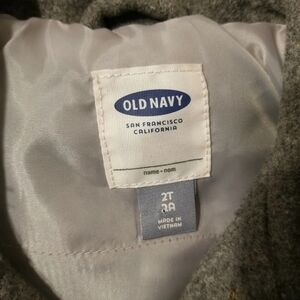 OLD NAVY
SAN FRANCISCO
CALIFORNIA
name • nom
2T
2A
MADE IN
VIETNAM